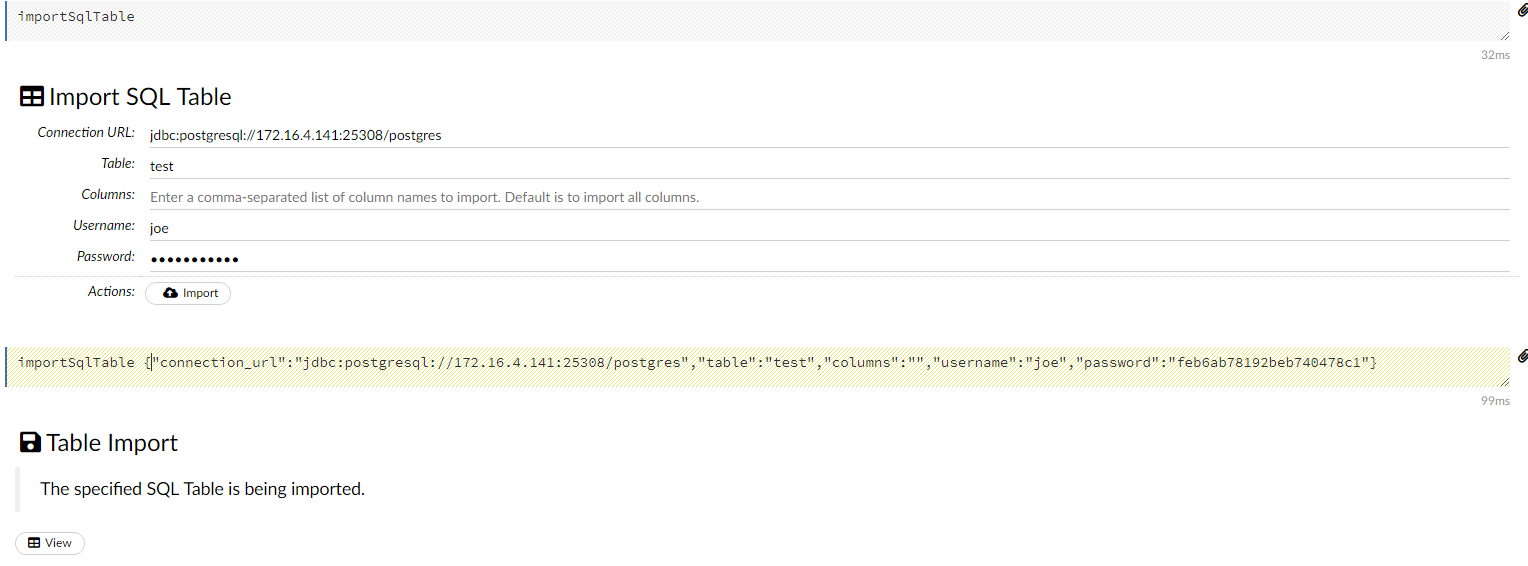 importSqlTable
32ms
Import SQL Table
Connection URL: jdbc:postgresql://172.16.4.141:25308/postgres
Table: test
Columns: Enter a comma-separated list of column names to import. Default is to import all columns.
Username: joe
Password: •••••••••••
Actions: Import
importSqlTable {"connection_url":"jdbc:postgresql://172.16.4.141:25308/postgres","table":"test","columns":"","username":"joe","password":"feb6ab78192beb740478c1"}
99ms
Table Import
The specified SQL Table is being imported.
View